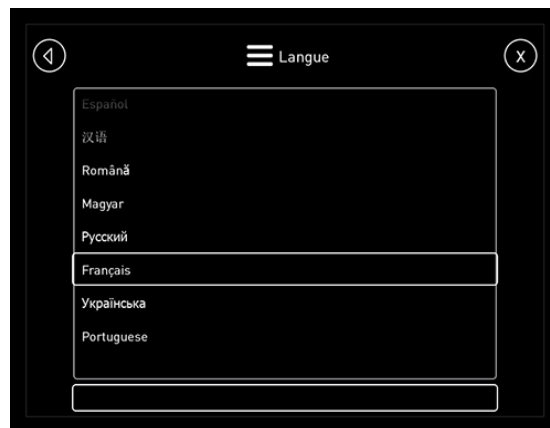 Langue
X
Español
汉语
Română
Magyar
Русский
Français
Українська
Portuguese